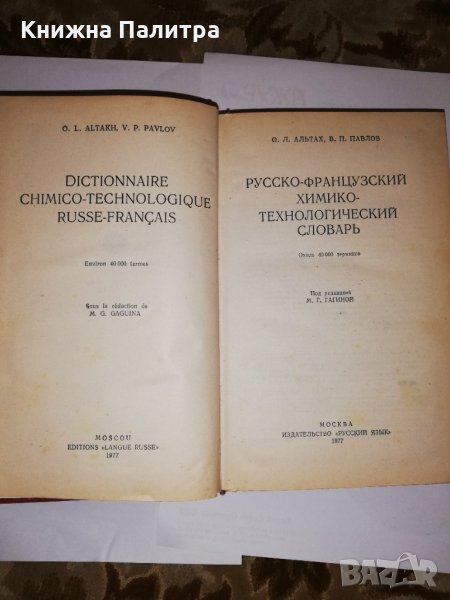 Книжна Палитра
O. L. ALTAKH, V. P. PAVLOV
DICTIONNAIRE
CHIMICO-TECHNOLOGIQUE
RUSSE-FRANÇAIS
Environ 40 000 termes
Sous la rédaction de
M. G. GAGUINA
MOSCOU
EDITIONS «LANGUE RUSSE»
1977
О. Л. АЛЬТАХ, В. П. ПАВЛОВ
РУССКО-ФРАНЦУЗСКИЙ
ХИМИКО-
ТЕХНОЛОГИЧЕСКИЙ
СЛОВАРЬ
Около 40 000 терминов
Под редакцией
М. Г. ГАГИНОЙ
МОСКВА
ИЗДАТЕЛЬСТВО «РУССКИЙ ЯЗЫК»
1977
BAZAR